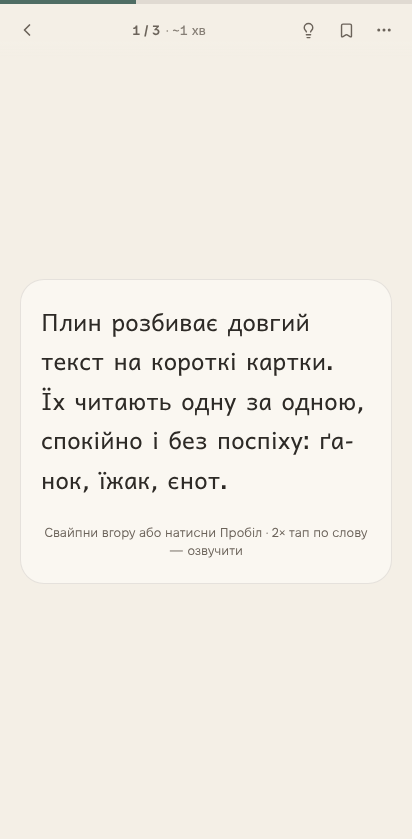 1 / 3 · ~1 хв
Плин розбиває довгий
текст на короткі картки.
Їх читають одну за одною,
спокійно і без поспіху: ґа-
нок, їжак, єнот.
Свайпни вгору або натисни Пробіл · 2× тап по слову
— озвучити